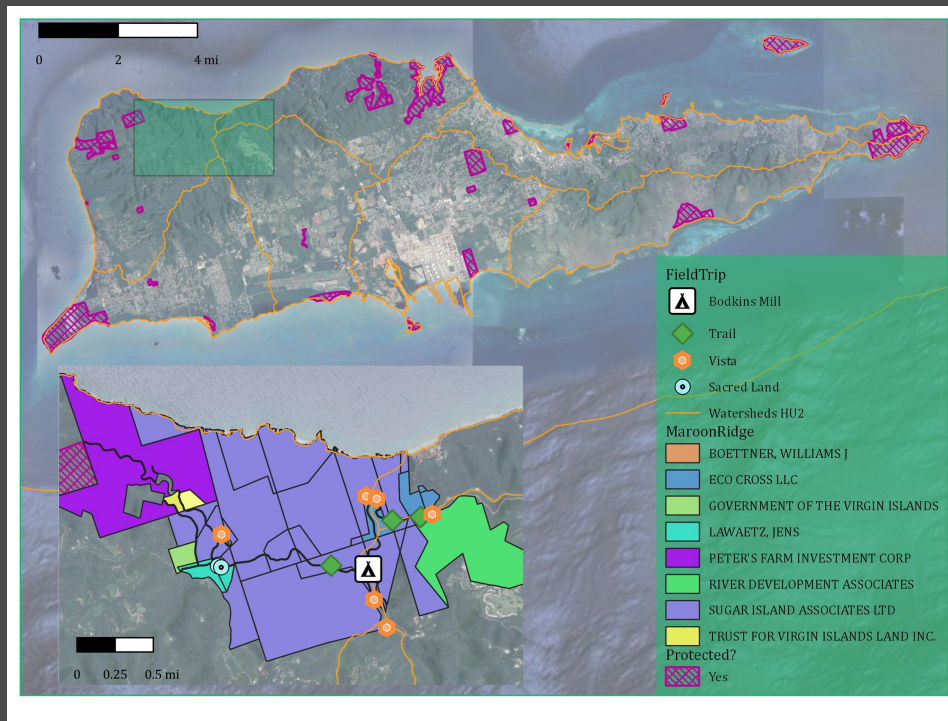 0 2 4 mi
FieldTrip
Bodkins Mill
Trail
Vista
Sacred Land
Watersheds HU2
MaroonRidge
BOETTNER, WILLIAMS J
ECO CROSS LLC
GOVERNMENT OF THE VIRGIN ISLANDS
LAWAETZ, JENS
PETER'S FARM INVESTMENT CORP
RIVER DEVELOPMENT ASSOCIATES
SUGAR ISLAND ASSOCIATES LTD
TRUST FOR VIRGIN ISLANDS LAND INC.
Protected?
Yes
0 0.25 0.5 mi